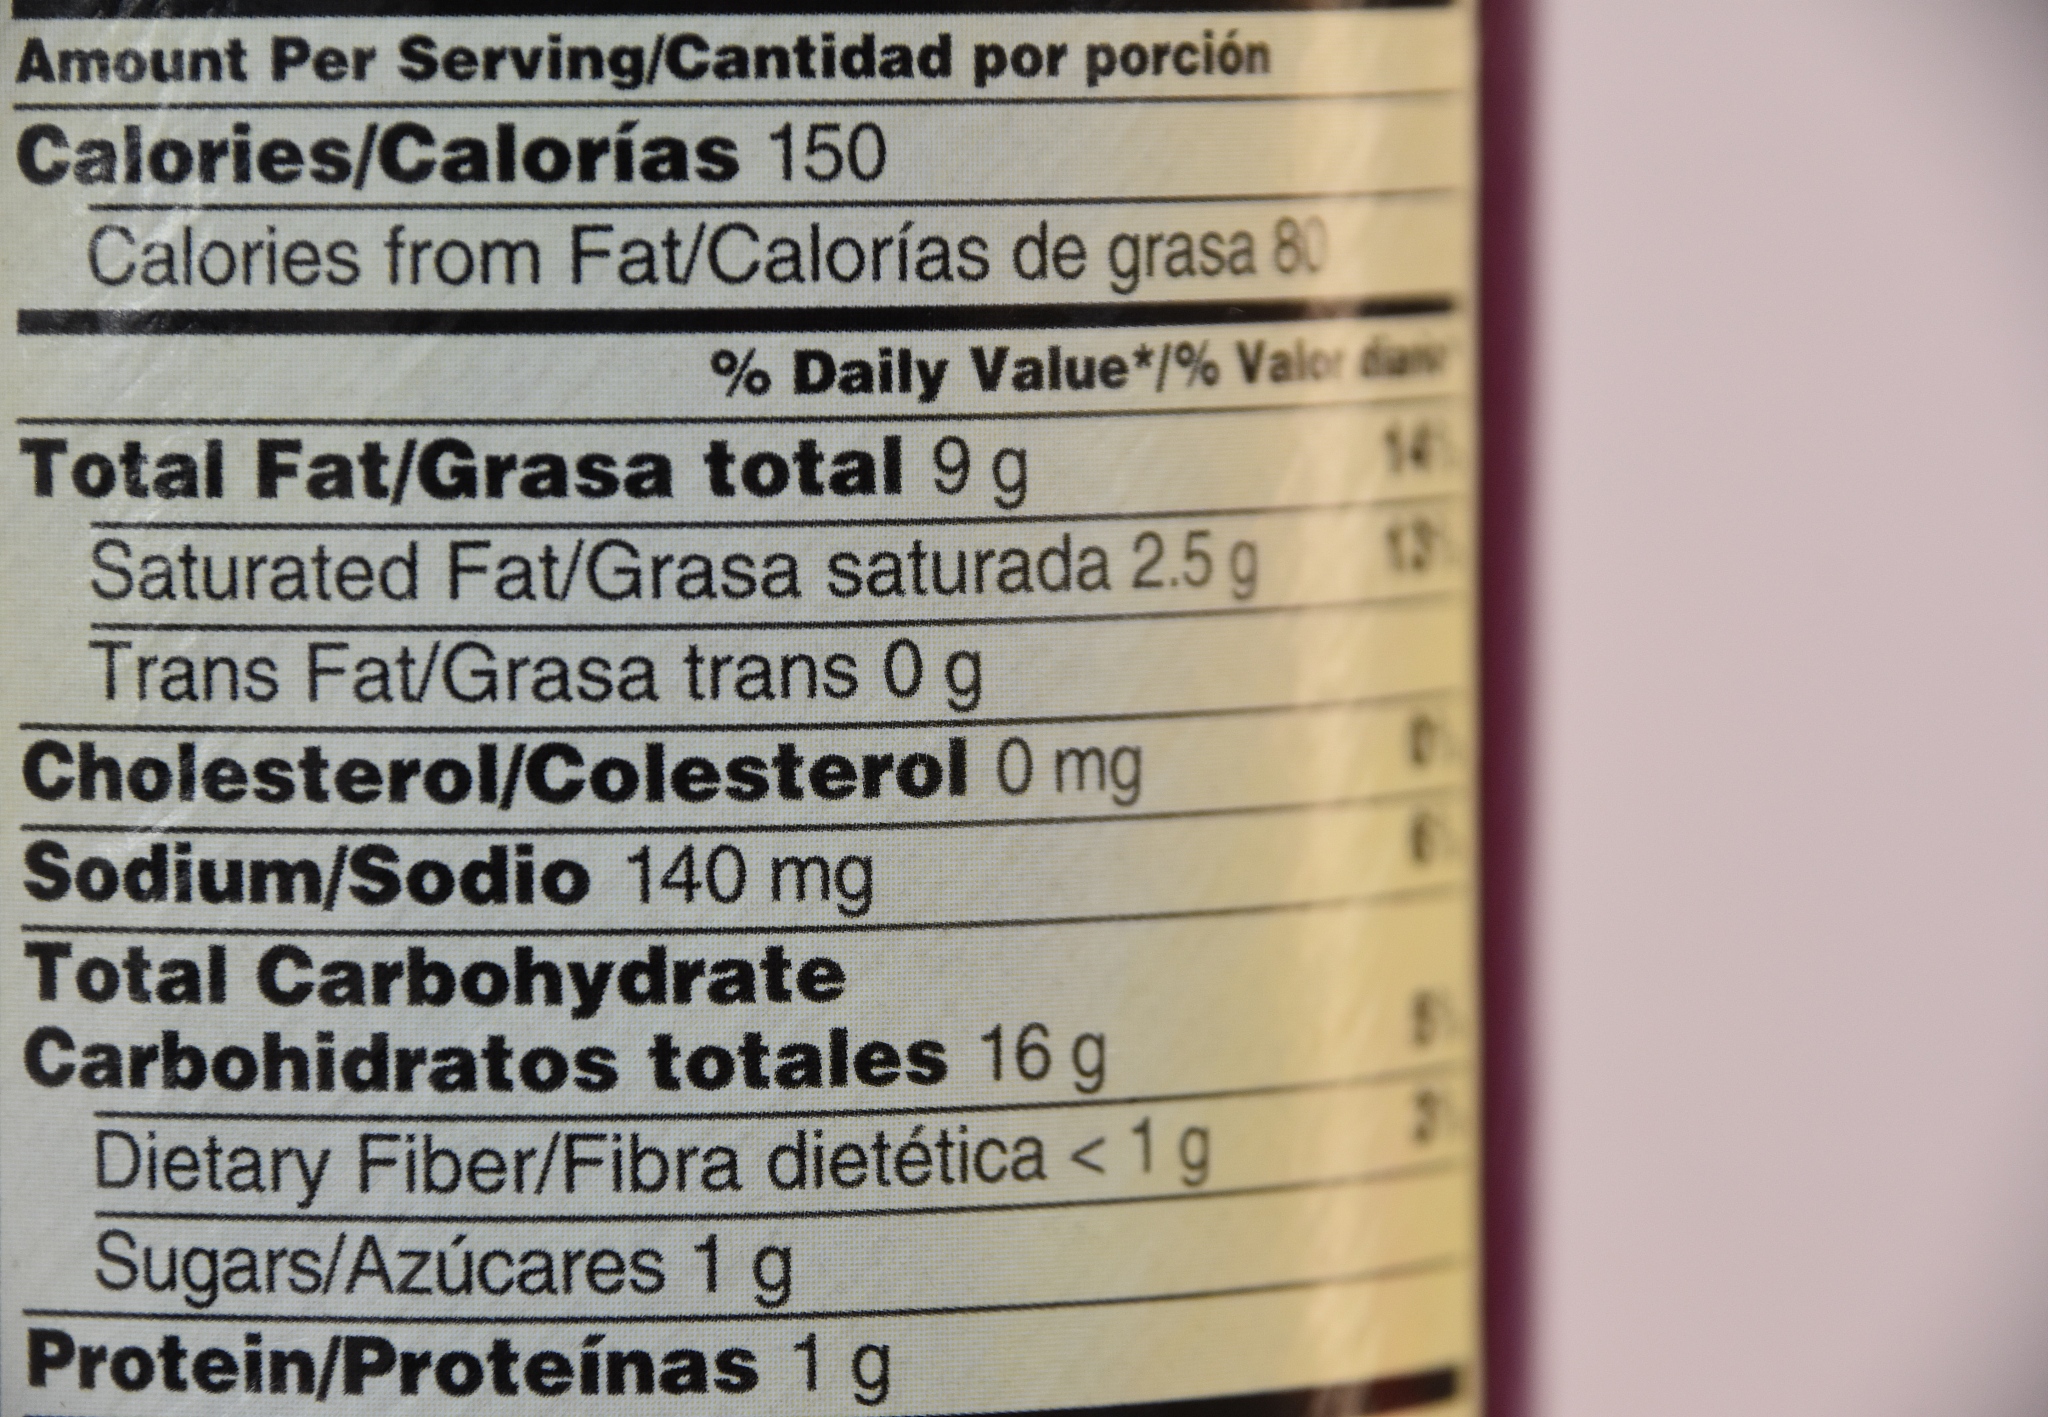 Amount Per Serving/Cantidad por porción
Calories/Calorías 150
Calories from Fat/Calorías de grasa 80
% Daily Value*/% Valor
Total Fat/Grasa total 9 g
Saturated Fat/Grasa saturada 2.5 g
Trans Fat/Grasa trans 0 g
Cholesterol/Colesterol 0 mg
Sodium/Sodio 140 mg
Total Carbohydrate
Carbohidratos totales 16 g
Dietary Fiber/Fibra dietética < 1 g
Sugars/Azúcares 1 g
Protein/Proteínas 1 g